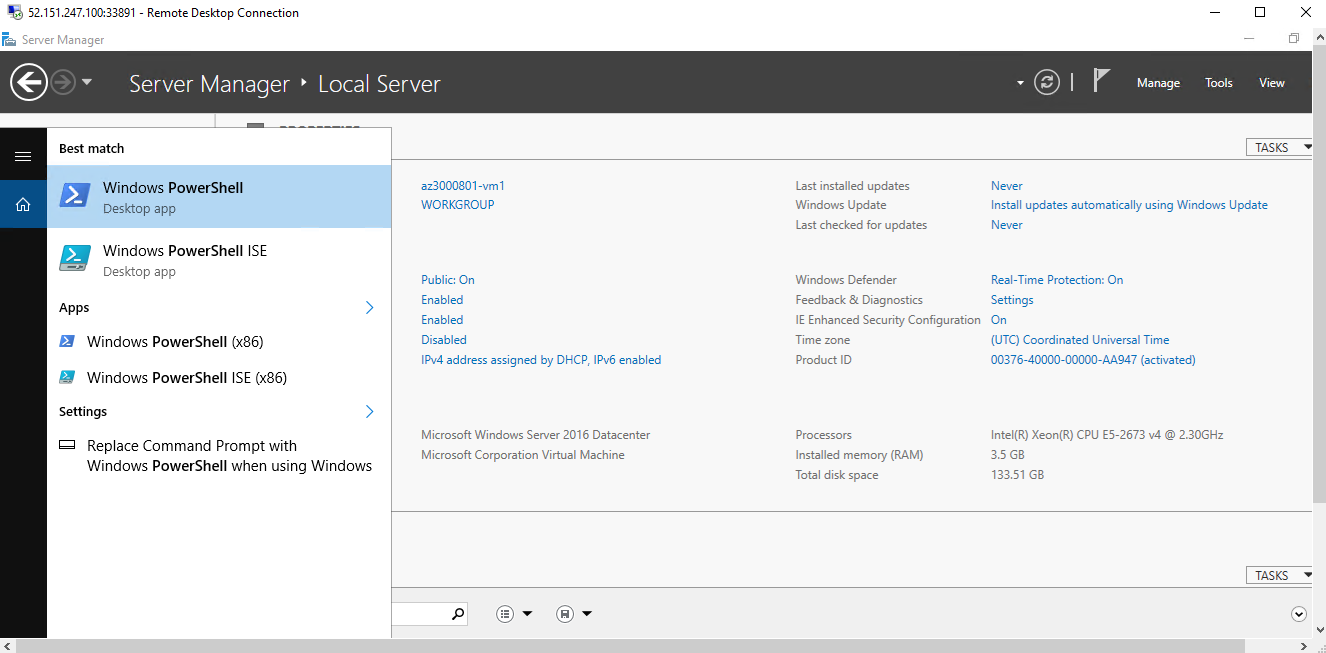 52.151.247.100:33891 - Remote Desktop Connection
Server Manager
Server Manager ‣ Local Server
Manage Tools View
PROPERTIES
TASKS
Best match
Windows PowerShell
Desktop app
Windows PowerShell ISE
Desktop app
Apps
Windows PowerShell (x86)
Windows PowerShell ISE (x86)
Settings
Replace Command Prompt with
Windows PowerShell when using Windows
az3000801-vm1
WORKGROUP
Last installed updates Never
Windows Update Install updates automatically using Windows Update
Last checked for updates Never
Public: On
Enabled
Enabled
Disabled
IPv4 address assigned by DHCP, IPv6 enabled
Windows Defender Real-Time Protection: On
Feedback & Diagnostics Settings
IE Enhanced Security Configuration On
Time zone (UTC) Coordinated Universal Time
Product ID 00376-40000-00000-AA947 (activated)
Microsoft Windows Server 2016 Datacenter
Microsoft Corporation Virtual Machine
Processors Intel(R) Xeon(R) CPU E5-2673 v4 @ 2.30GHz
Installed memory (RAM) 3.5 GB
Total disk space 133.51 GB
TASKS